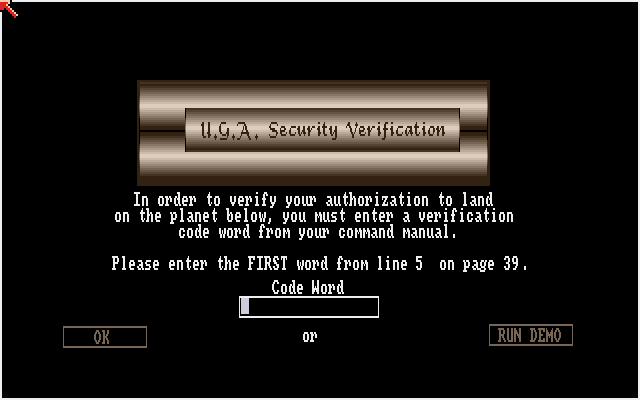 U.G.A. Security Verification
In order to verify your authorization to land
on the planet below, you must enter a verification
code word from your command manual.
Please enter the FIRST word from line 5 on page 39.
Code Word
OK
or
RUN DEMO